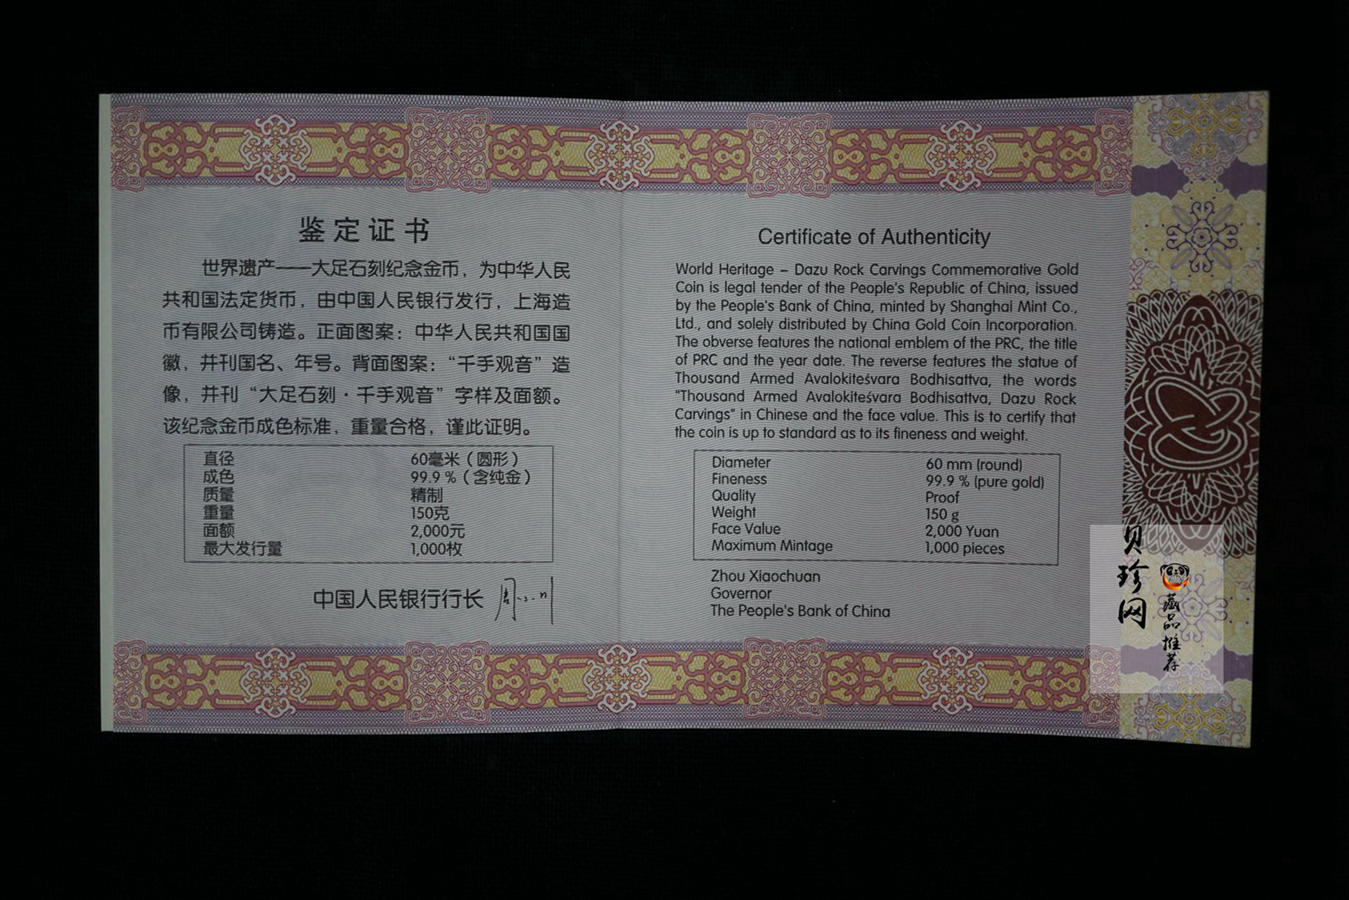 鉴定证书
世界遗产——大足石刻纪念金币，为中华人民
共和国法定货币，由中国人民银行发行，上海造
币有限公司铸造。正面图案：中华人民共和国国
徽，并刊国名、年号。背面图案：“千手观音”造
像，并刊“大足石刻·千手观音”字样及面额。
该纪念金币成色标准，重量合格，谨此证明。
直径 60毫米（圆形）
成色 99.9 %（含纯金）
质量 精制
重量 150克
面额 2,000元
最大发行量 1,000枚
中国人民银行行长
Certificate of Authenticity
World Heritage – Dazu Rock Carvings Commemorative Gold
Coin is legal tender of the People's Republic of China, issued
by the People's Bank of China, minted by Shanghai Mint Co.,
Ltd., and solely distributed by China Gold Coin Incorporation.
The obverse features the national emblem of the PRC, the title
of PRC and the year date. The reverse features the statue of
Thousand Armed Avalokiteśvara Bodhisattva, the words
"Thousand Armed Avalokiteśvara Bodhisattva, Dazu Rock
Carvings" in Chinese and the face value. This is to certify that
the coin is up to standard as to its fineness and weight.
Diameter 60 mm (round)
Fineness 99.9 % (pure gold)
Quality Proof
Weight 150 g
Face Value 2,000 Yuan
Maximum Mintage 1,000 pieces
Zhou Xiaochuan
Governor
The People's Bank of China
贝珍网
藏品推荐